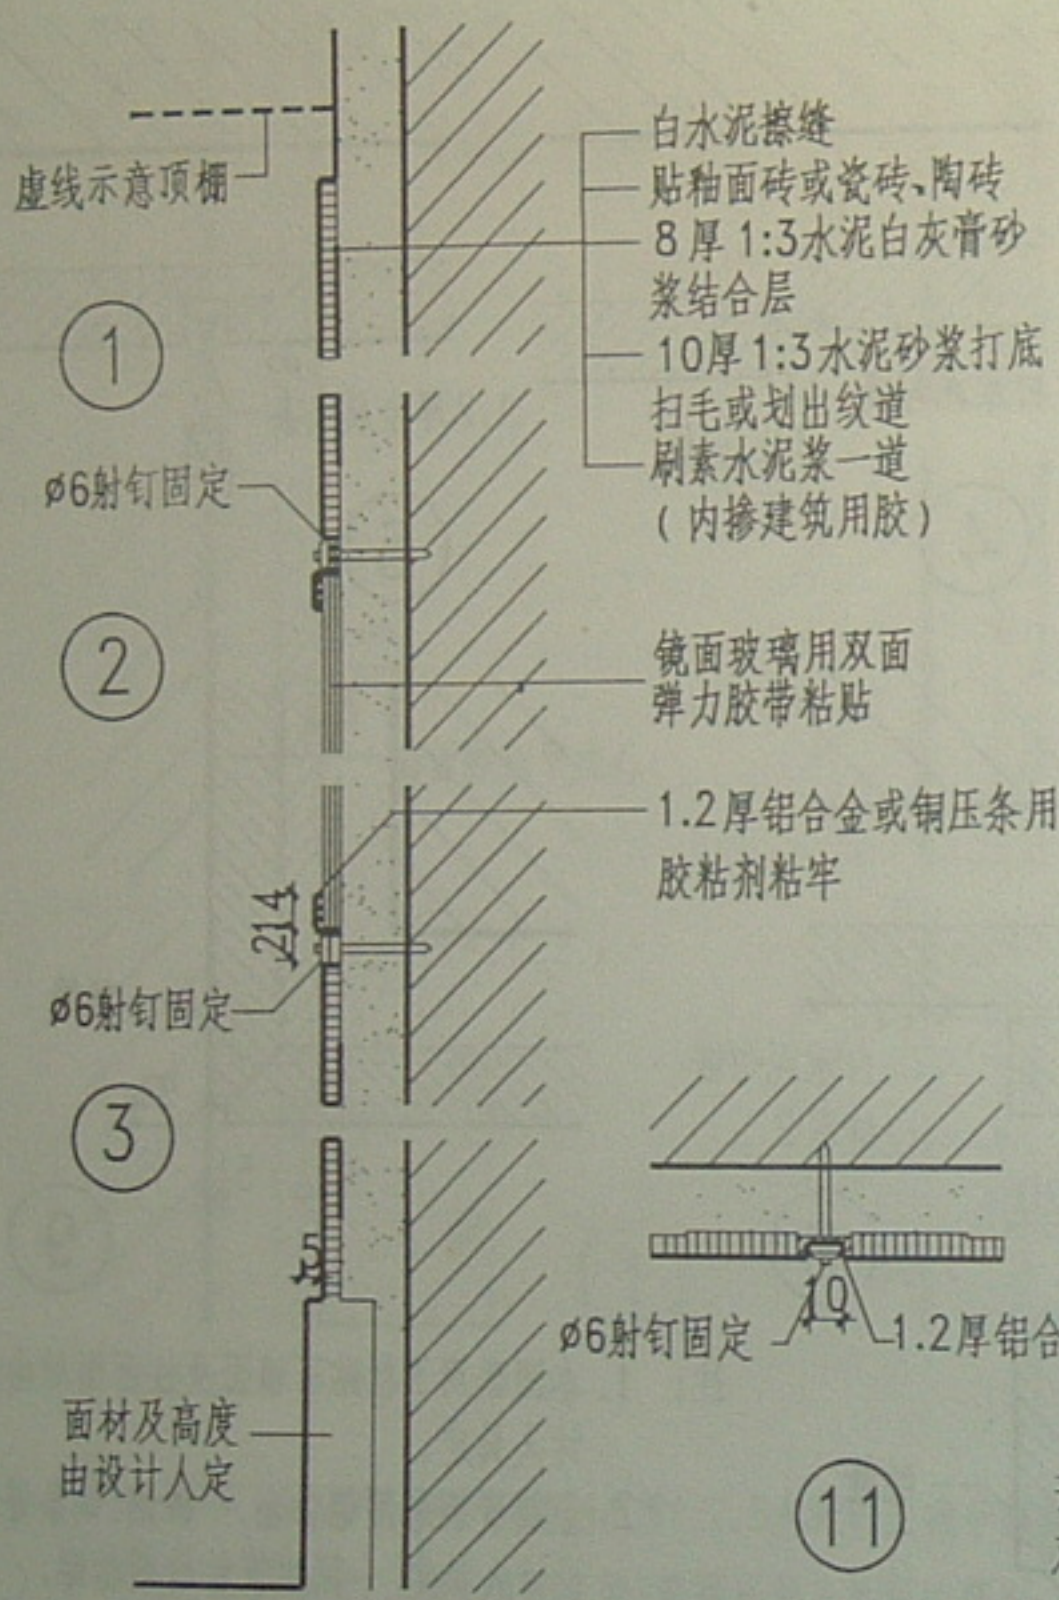 虚线示意顶棚
白水泥擦缝
贴釉面砖或瓷砖、陶砖
8厚1:3水泥白灰膏砂
浆结合层
10厚1:3水泥砂浆打底
扫毛或划出纹道
刷素水泥浆一道
(内掺建筑用胶)
1
ø6射钉固定
2
镜面玻璃用双面
弹力胶带粘贴
1.2厚铝合金或铜压条用
胶粘剂粘牢
214
ø6射钉固定
3
5
10
ø6射钉固定
1.2厚铝合
面材及高度
由设计人定
11